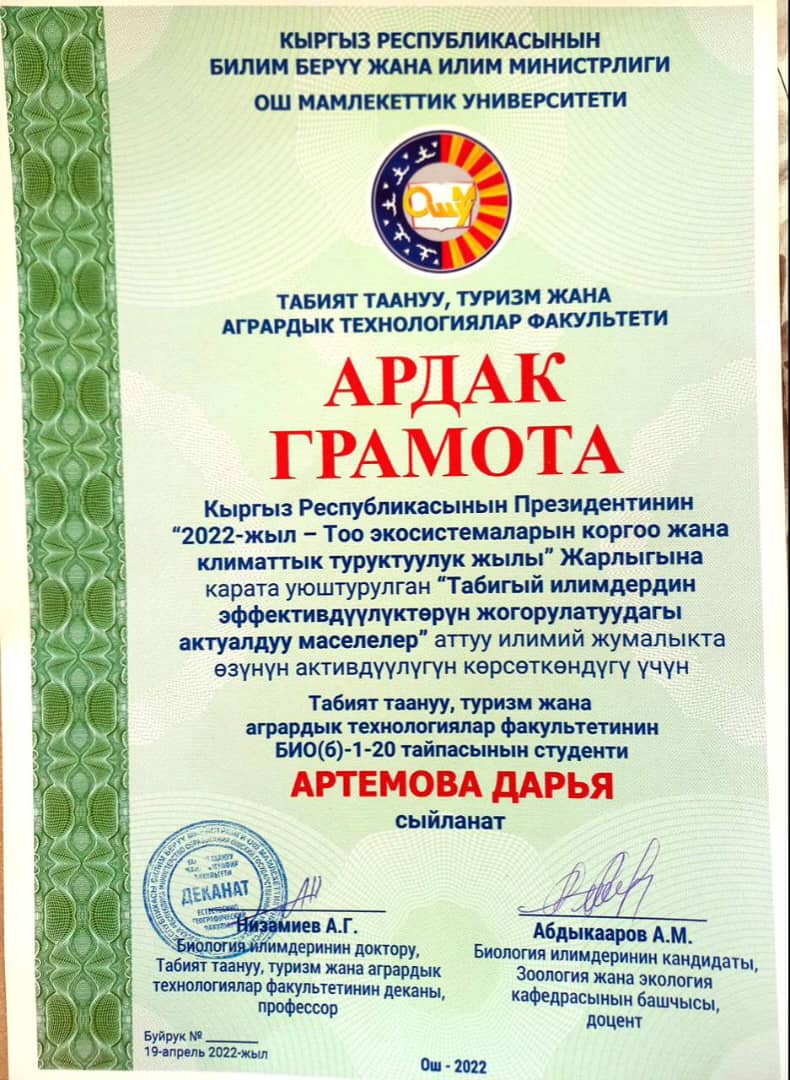 КЫРГЫЗ РЕСПУБЛИКАСЫНЫН
БИЛИМ БЕРҮҮ ЖАНА ИЛИМ МИНИСТРЛИГИ
ОШ МАМЛЕКЕТТИК УНИВЕРСИТЕТИ
ОшУ
ТАБИЯТ ТААНУУ, ТУРИЗМ ЖАНА
АГРАРДЫК ТЕХНОЛОГИЯЛАР ФАКУЛЬТЕТИ
АРДАК
ГРАМОТА
Кыргыз Республикасынын Президентинин
“2022-жыл – Тоо экосистемаларын коргоо жана
климаттык туруктуулук жылы” Жарлыгына
карата уюштурулган “Табигый илимдердин
эффективдүүлүктөрүн жогорулатуудагы
актуалдуу маселелер” аттуу илимий жумалыкта
өзүнүн активдүүлүгүн көрсөткөндүгү үчүн
Табият таануу, туризм жана
агрардык технологиялар факультетинин
БИО(б)-1-20 тайпасынын студенти
АРТЕМОВА ДАРЬЯ
сыйланат
ДЕКАНАТ
Низамиев А.Г.
Биология илимдеринин доктору,
Табият таануу, туризм жана агрардык
технологиялар факультетинин деканы,
профессор
Абдыкааров А.М.
Биология илимдеринин кандидаты,
Зоология жана экология
кафедрасынын башчысы,
доцент
Буйрук № ________
19-апрель 2022-жыл
Ош - 2022